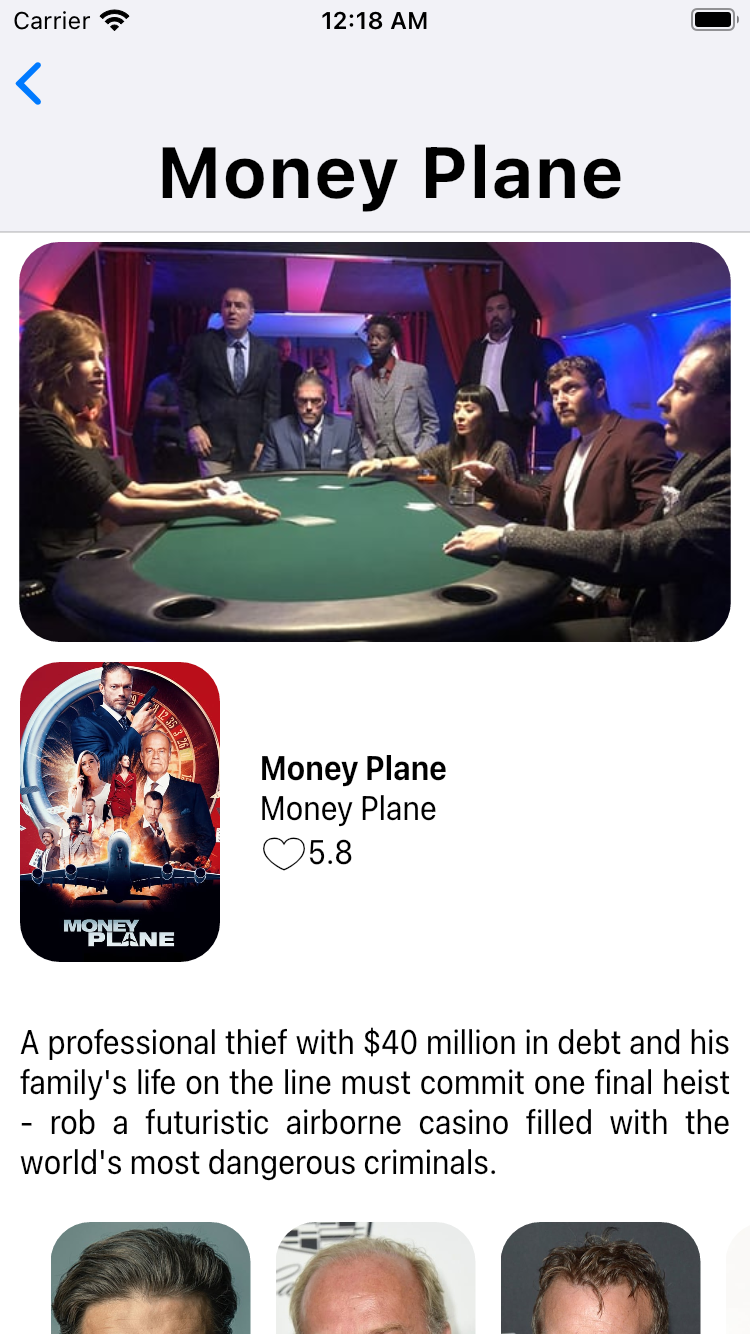 Carrier
12:18 AM
Money Plane
MONEY
PLANE
Money Plane
Money Plane
5.8
A professional thief with $40 million in debt and his
family's life on the line must commit one final heist
- rob a futuristic airborne casino filled with the
world's most dangerous criminals.